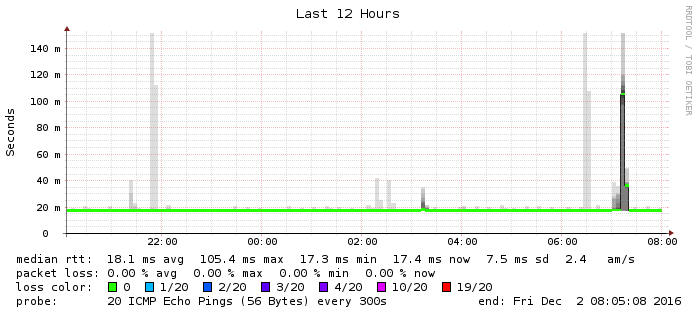 Last 12 Hours
RRDTOOL / TOBI OETIKER
Seconds
140 m
120 m
100 m
80 m
60 m
40 m
20 m
0
22:00 00:00 02:00 04:00 06:00 08:00
median rtt: 18.1 ms avg 105.4 ms max 17.3 ms min 17.4 ms now 7.5 ms sd 2.4 am/s
packet loss: 0.00 % avg 0.00 % max 0.00 % min 0.00 % now
loss color: 0 1/20 2/20 3/20 4/20 10/20 19/20
probe: 20 ICMP Echo Pings (56 Bytes) every 300s end: Fri Dec 2 08:05:08 2016